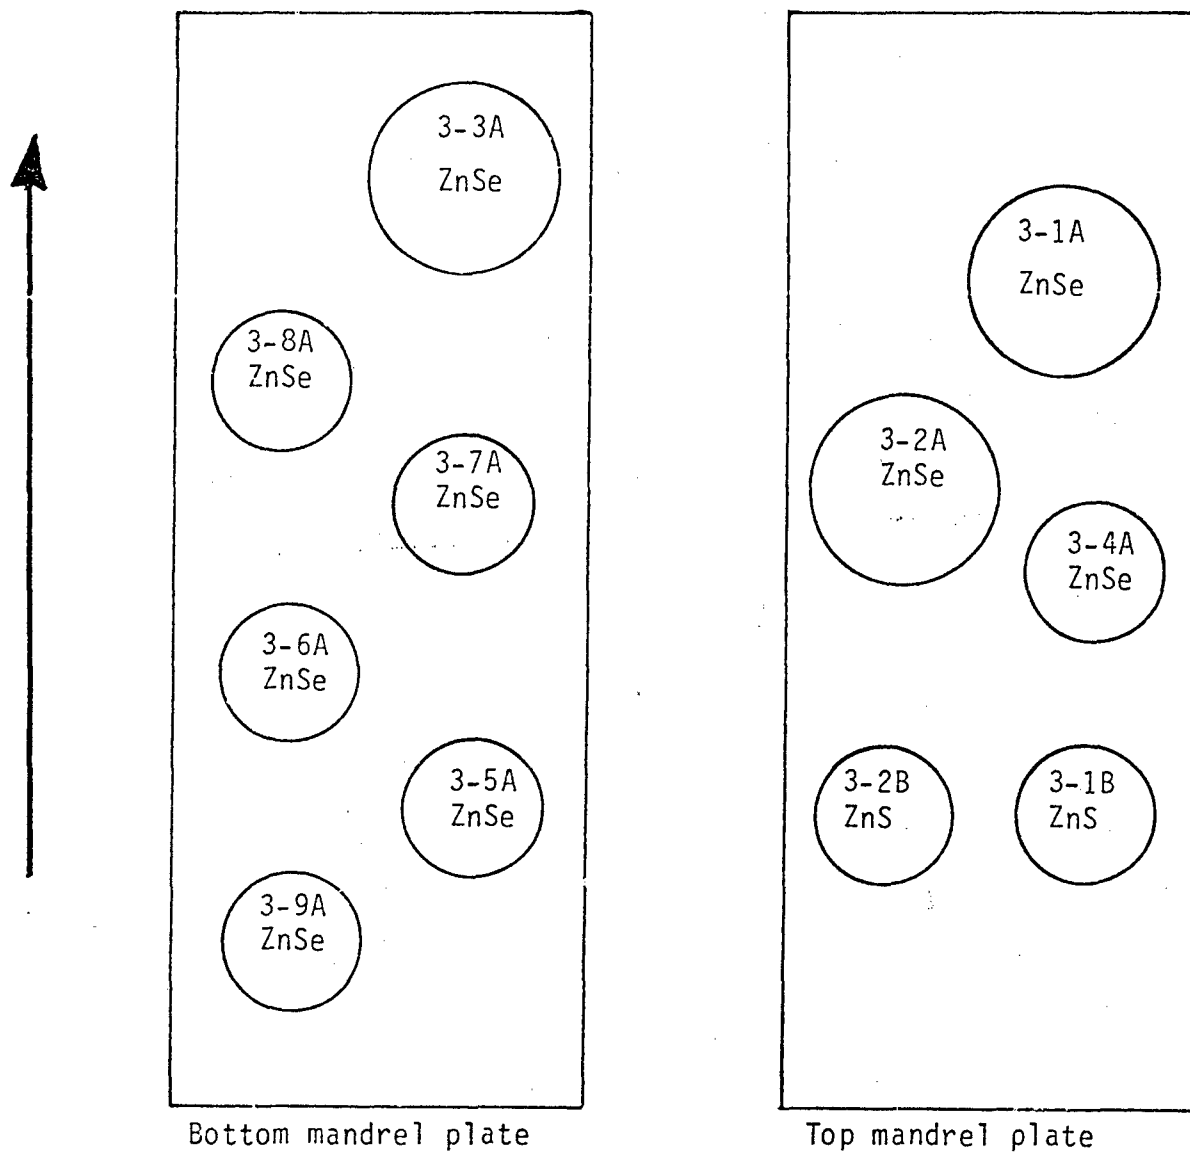 3-3A
ZnSe
3-8A
ZnSe
3-7A
ZnSe
3-6A
ZnSe
3-5A
ZnSe
3-9A
ZnSe
Bottom mandrel plate
3-1A
ZnSe
3-2A
ZnSe
3-4A
ZnSe
3-2B
ZnS
3-1B
ZnS
Top mandrel plate